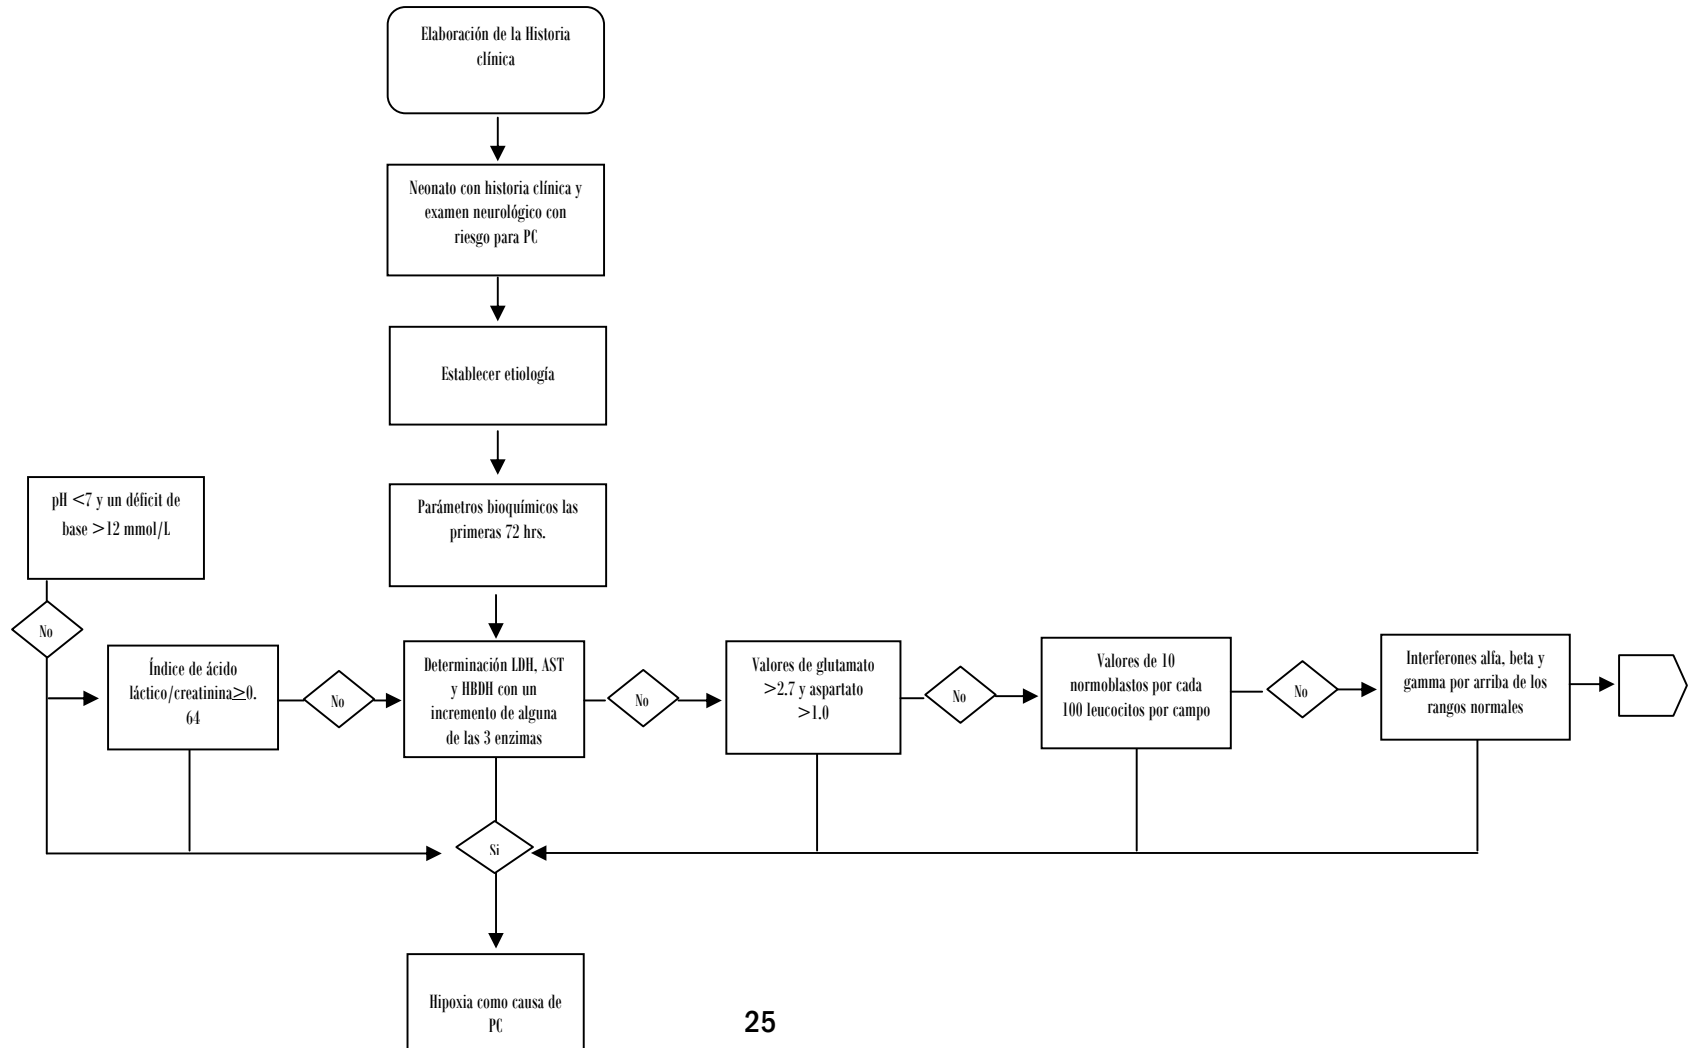 Elaboración de la Historia
clínica
Neonato con historia clínica y
examen neurológico con
riesgo para PC
Establecer etiología
Parámetros bioquímicos las
primeras 72 hrs.
pH <7 y un déficit de
base >12 mmol/L
No
Índice de ácido
láctico/creatinina≥0.
64
No
Determinación LDH, AST
y HBDH con un
incremento de alguna
de las 3 enzimas
No
Valores de glutamato
>2.7 y aspartato
>1.0
No
Valores de 10
normoblastos por cada
100 leucocitos por campo
No
Interferones alfa, beta y
gamma por arriba de los
rangos normales
Si
Hipoxia como causa de
PC
25